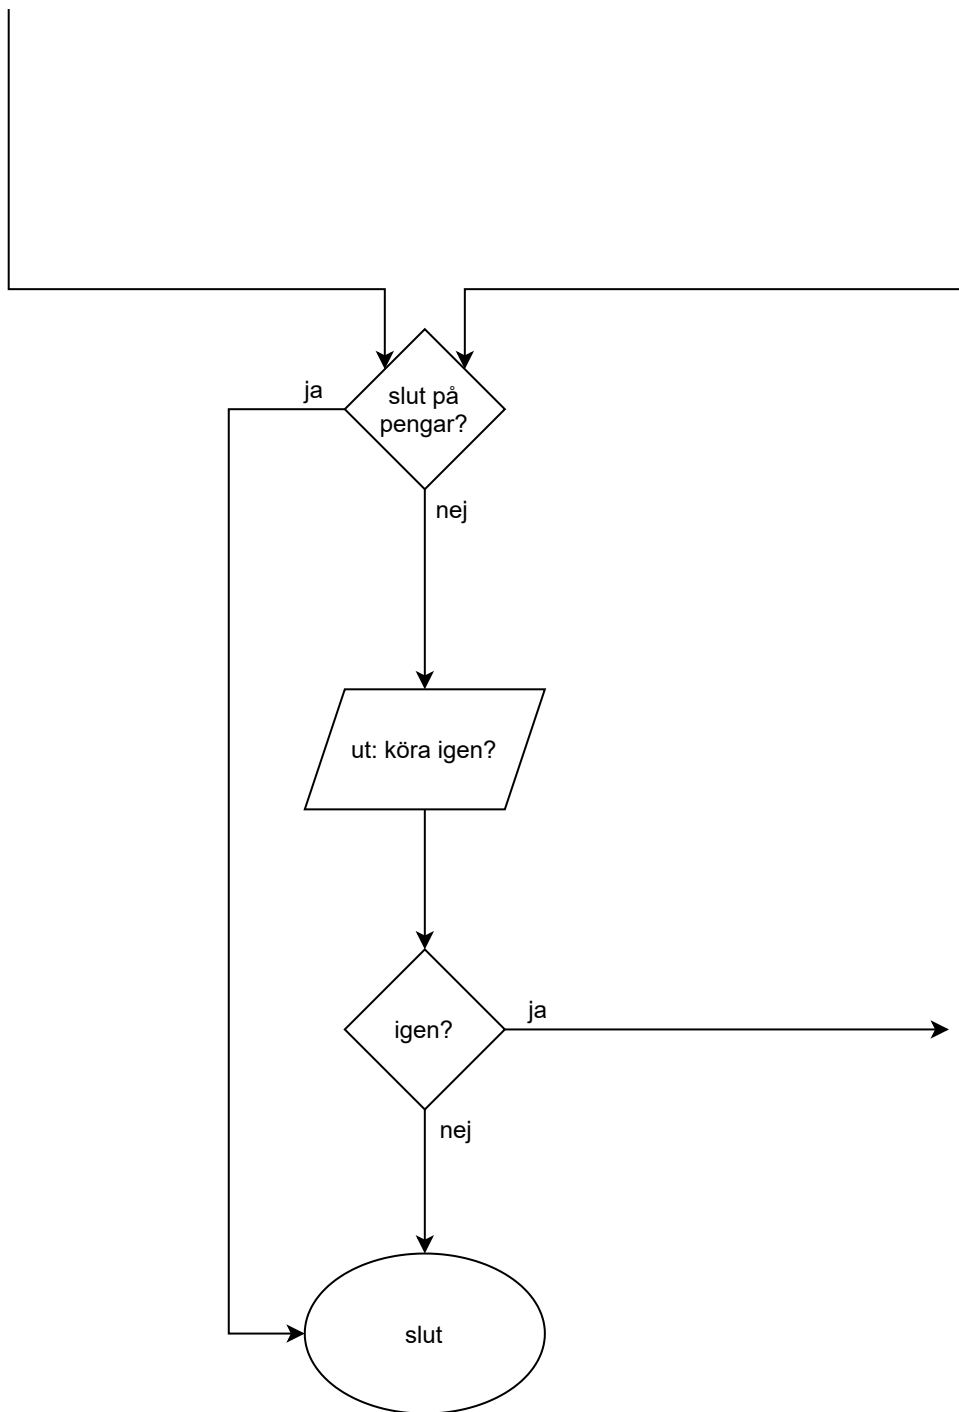 ja
slut på
pengar?
nej
ut: köra igen?
ja
igen?
nej
slut